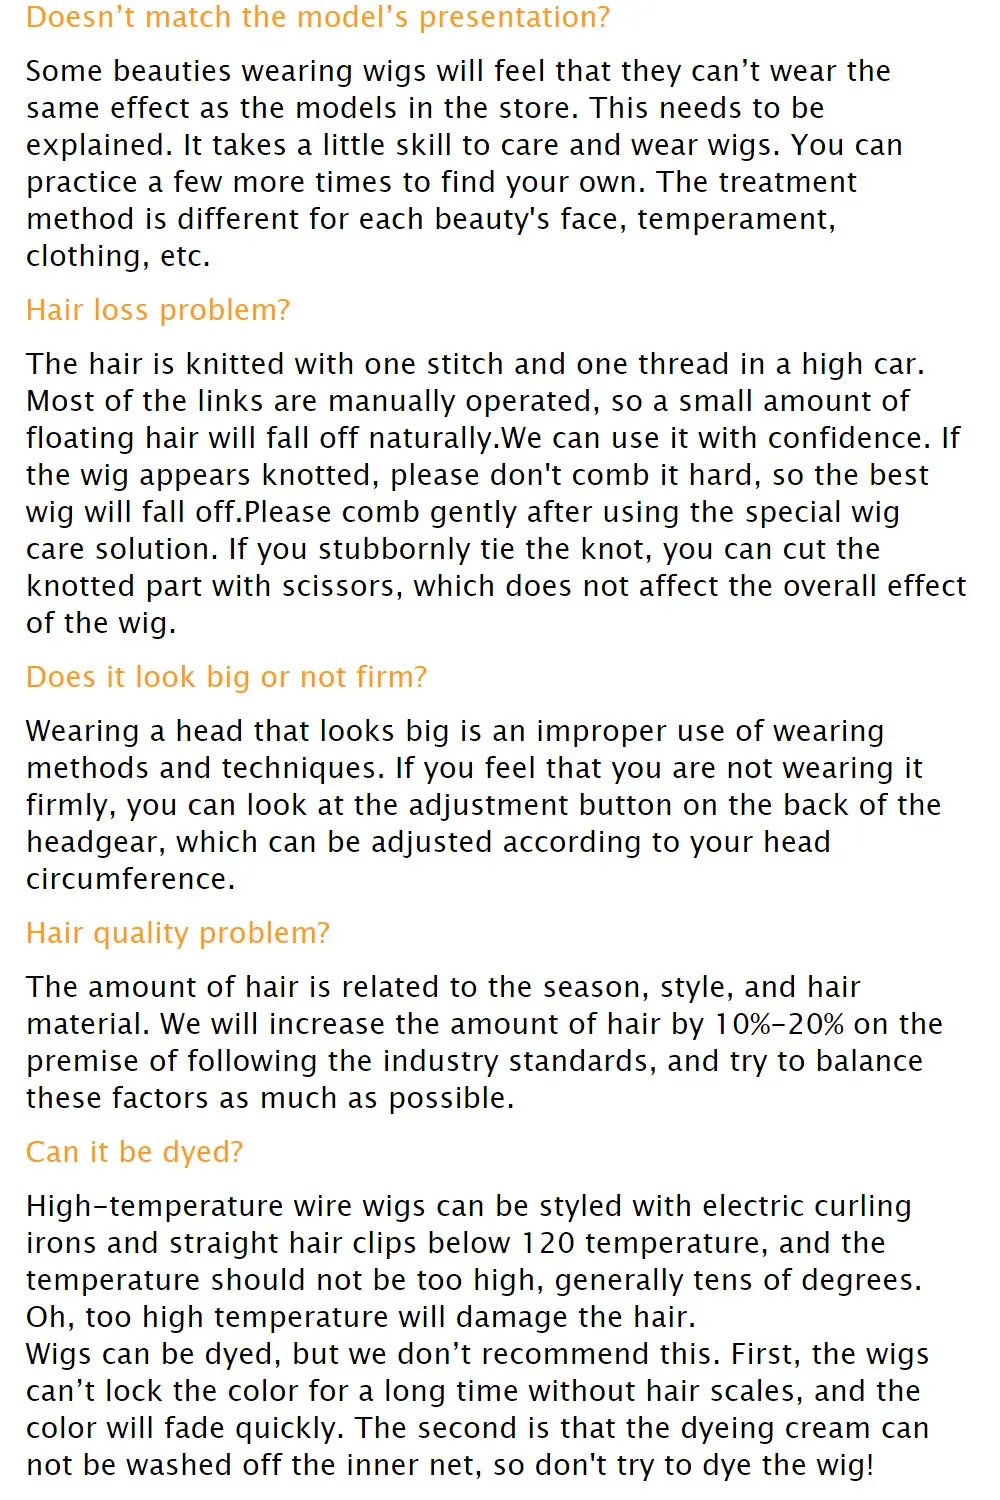 Doesn’t match the model’s presentation?
Some beauties wearing wigs will feel that they can’t wear the
same effect as the models in the store. This needs to be
explained. It takes a little skill to care and wear wigs. You can
practice a few more times to find your own. The treatment
method is different for each beauty's face, temperament,
clothing, etc.
Hair loss problem?
The hair is knitted with one stitch and one thread in a high car.
Most of the links are manually operated, so a small amount of
floating hair will fall off naturally.We can use it with confidence. If
the wig appears knotted, please don't comb it hard, so the best
wig will fall off.Please comb gently after using the special wig
care solution. If you stubbornly tie the knot, you can cut the
knotted part with scissors, which does not affect the overall effect
of the wig.
Does it look big or not firm?
Wearing a head that looks big is an improper use of wearing
methods and techniques. If you feel that you are not wearing it
firmly, you can look at the adjustment button on the back of the
headgear, which can be adjusted according to your head
circumference.
Hair quality problem?
The amount of hair is related to the season, style, and hair
material. We will increase the amount of hair by 10%-20% on the
premise of following the industry standards, and try to balance
these factors as much as possible.
Can it be dyed?
High-temperature wire wigs can be styled with electric curling
irons and straight hair clips below 120 temperature, and the
temperature should not be too high, generally tens of degrees.
Oh, too high temperature will damage the hair.
Wigs can be dyed, but we don’t recommend this. First, the wigs
can’t lock the color for a long time without hair scales, and the
color will fade quickly. The second is that the dyeing cream can
not be washed off the inner net, so don't try to dye the wig!